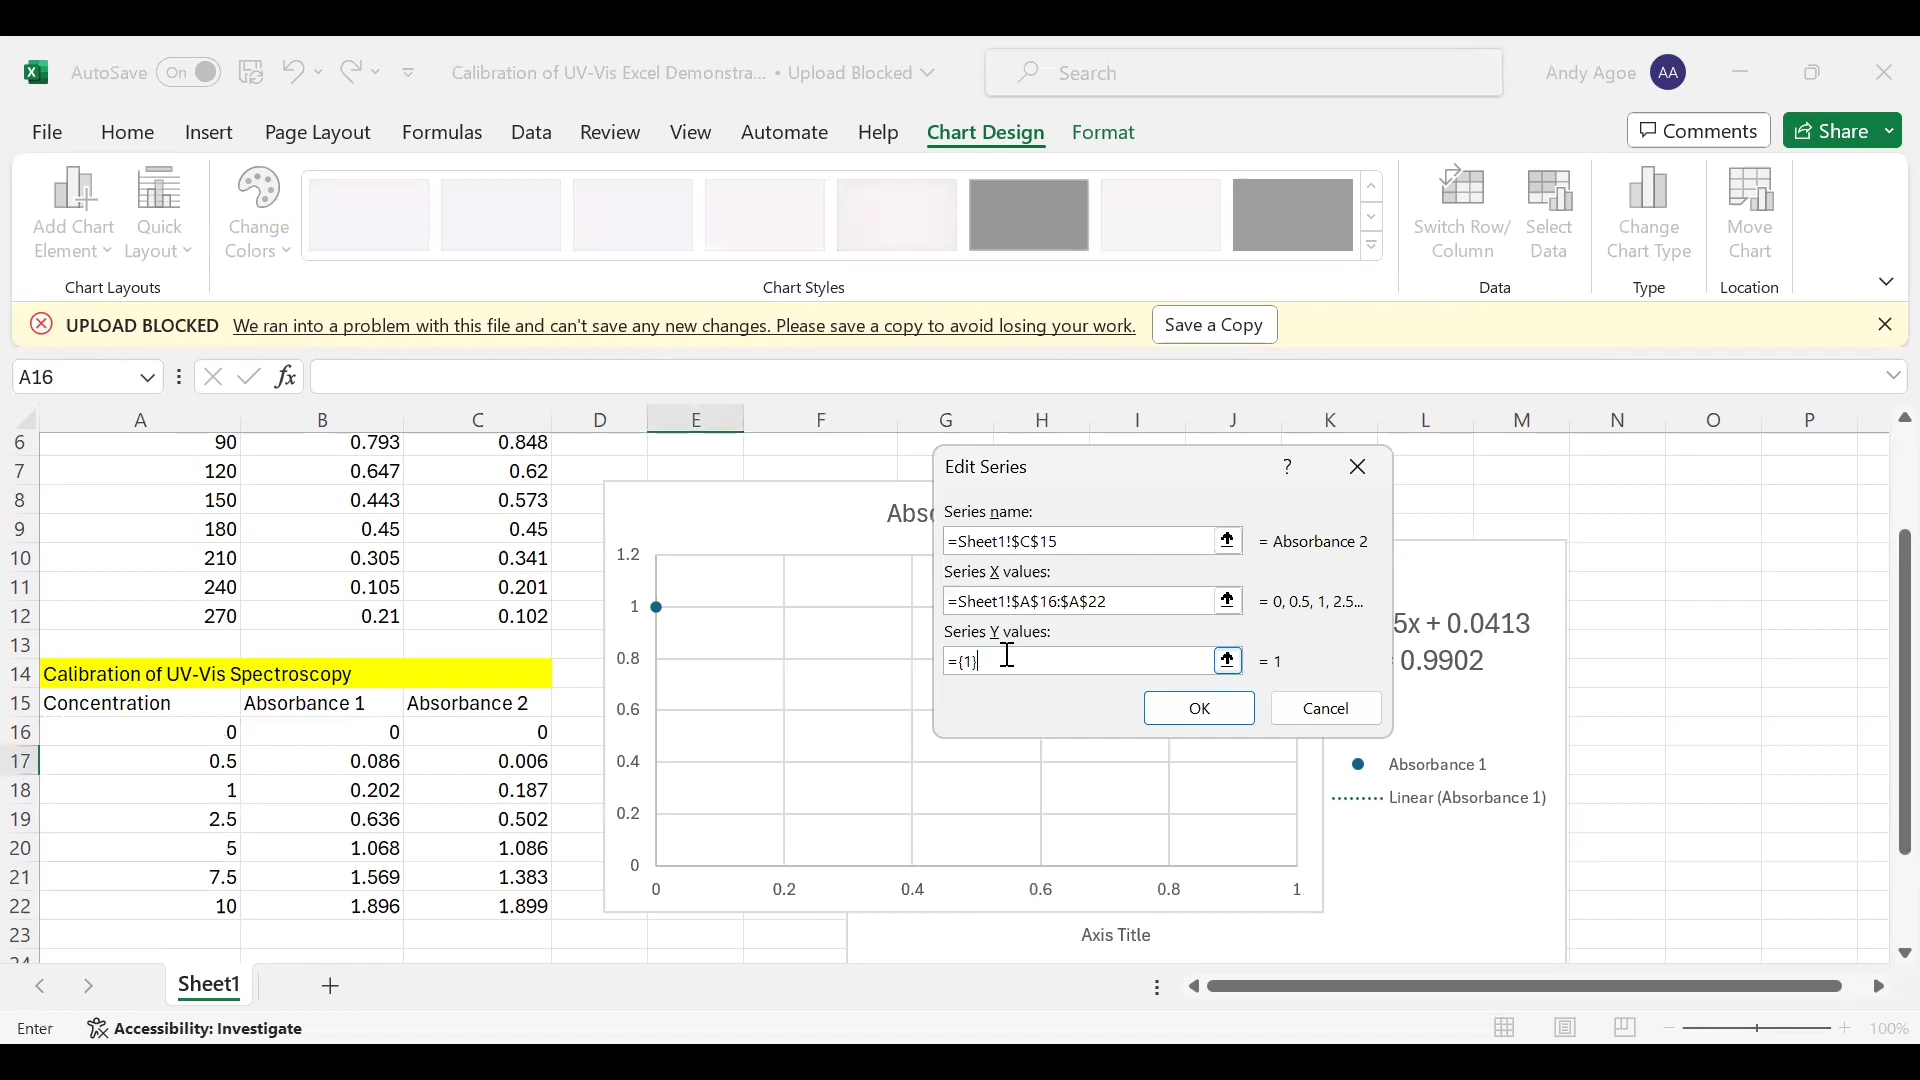 AutoSave On Calibration of UV-Vis Excel Demonstra... • Upload Blocked Search Andy Agoe AA
File Home Insert Page Layout Formulas Data Review View Automate Help Chart Design Format Comments Share
Add Chart Element
Quick Layout
Change Colors
Switch Row/ Column
Select Data
Change Chart Type
Move Chart
Chart Layouts Chart Styles Data Type Location
UPLOAD BLOCKED We ran into a problem with this file and can't save any new changes. Please save a copy to avoid losing your work. Save a Copy
A16 fx
A B C D E F G H I J K L M N O P
6 90 0.793 0.848
7 120 0.647 0.62
8 150 0.443 0.573
9 180 0.45 0.45
10 210 0.305 0.341
11 240 0.105 0.201
12 270 0.21 0.102
13
14 Calibration of UV-Vis Spectroscopy
15 Concentration Absorbance 1 Absorbance 2
16 0 0 0
17 0.5 0.086 0.006
18 1 0.202 0.187
19 2.5 0.636 0.502
20 5 1.068 1.086
21 7.5 1.569 1.383
22 10 1.896 1.899
23
24
Abso
1.2
1
0.8
0.6
0.4
0.2
0
0 0.2 0.4 0.6 0.8 1
Edit Series ?
Series name:
=Sheet1!$C$15 = Absorbance 2
Series X values:
=Sheet1!$A$16:$A$22 = 0, 0.5, 1, 2.5...
Series Y values:
={1} = 1
OK Cancel
5x + 0.0413
0.9902
Absorbance 1
Linear (Absorbance 1)
Axis Title
Sheet1
Enter Accessibility: Investigate 100%